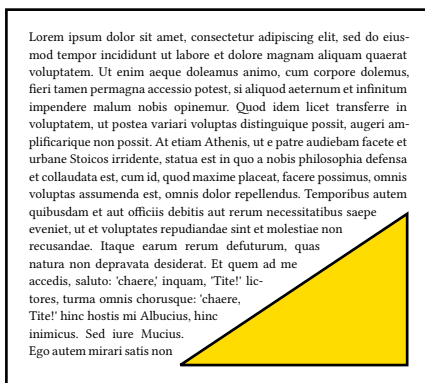 Lorem ipsum dolor sit amet, consectetur adipiscing elit, sed do eius-
mod tempor incididunt ut labore et dolore magnam aliquam quaerat
voluptatem. Ut enim aeque doleamus animo, cum corpore dolemus,
fieri tamen permagna accessio potest, si aliquod aeternum et infinitum
impendere malum nobis opinemur. Quod idem licet transferre in
voluptatem, ut postea variari voluptas distinguique possit, augeri am-
plificarique non possit. At etiam Athenis, ut e patre audiebam facete et
urbane Stoicos irridente, statua est in quo a nobis philosophia defensa
et collaudata est, cum id, quod maxime placeat, facere possimus, omnis
voluptas assumenda est, omnis dolor repellendus. Temporibus autem
quibusdam et aut officiis debitis aut rerum necessitatibus saepe
eveniet, ut et voluptates repudiandae sint et molestiae non
recusandae. Itaque earum rerum defuturum, quas
natura non depravata desiderat. Et quem ad me
accedis, saluto: 'chaere,' inquam, 'Tite!' lic-
tores, turma omnis chorusque: 'chaere,
Tite!' hinc hostis mi Albucius, hinc
inimicus. Sed iure Mucius.
Ego autem mirari satis non